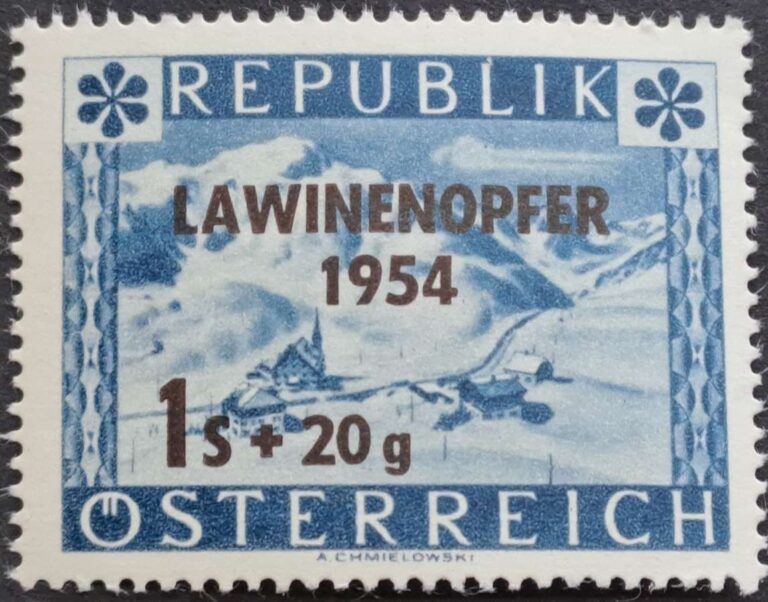 REPUBLIK
LAWINENOPFER
1954
1s + 20g
ÖSTERREICH
A. CHMIELOWSKI